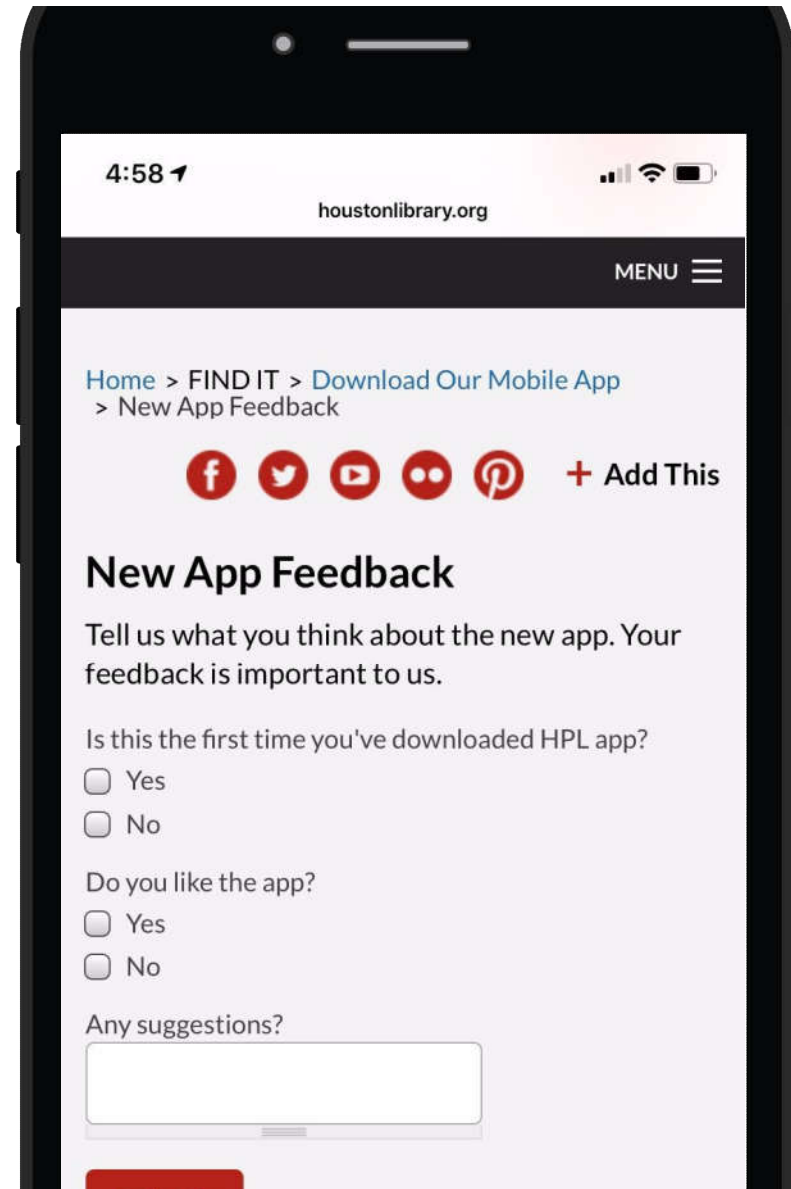 4:58
houstonlibrary.org
MENU
Home > FIND IT > Download Our Mobile App
> New App Feedback
+ Add This
New App Feedback
Tell us what you think about the new app. Your
feedback is important to us.
Is this the first time you've downloaded HPL app?
Yes
No
Do you like the app?
Yes
No
Any suggestions?